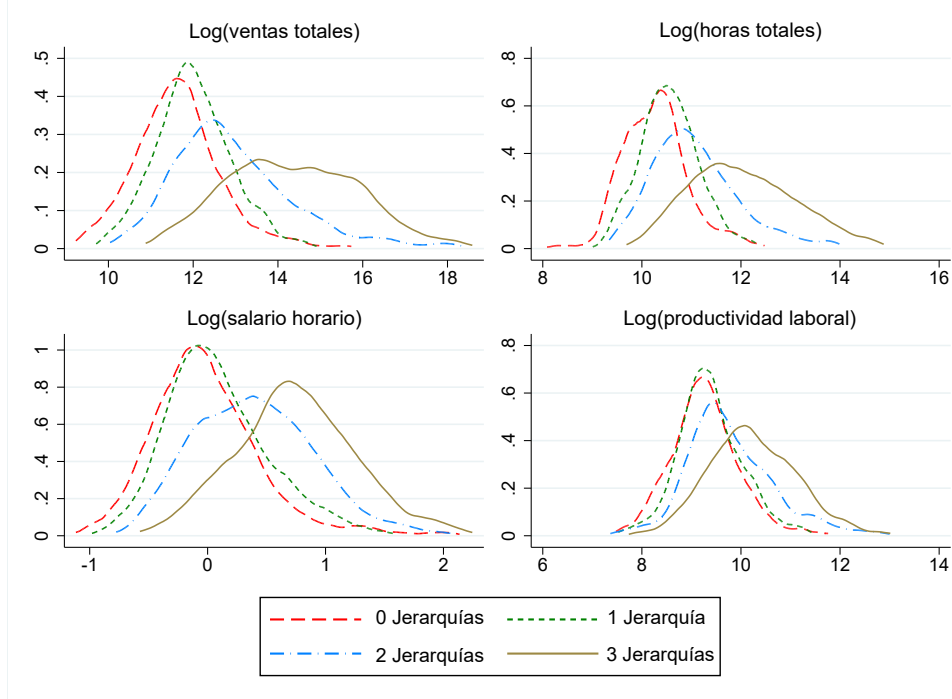 Log(ventas totales)
.5
.4
.3
.2
.1
0
10 12 14 16 18
Log(horas totales)
.8
.6
.4
.2
0
8 10 12 14 16
Log(salario horario)
1
.8
.6
.4
.2
0
-1 0 1 2
Log(productividad laboral)
.8
.6
.4
.2
0
6 8 10 12 14
0 Jerarquías 1 Jerarquía
2 Jerarquías 3 Jerarquías